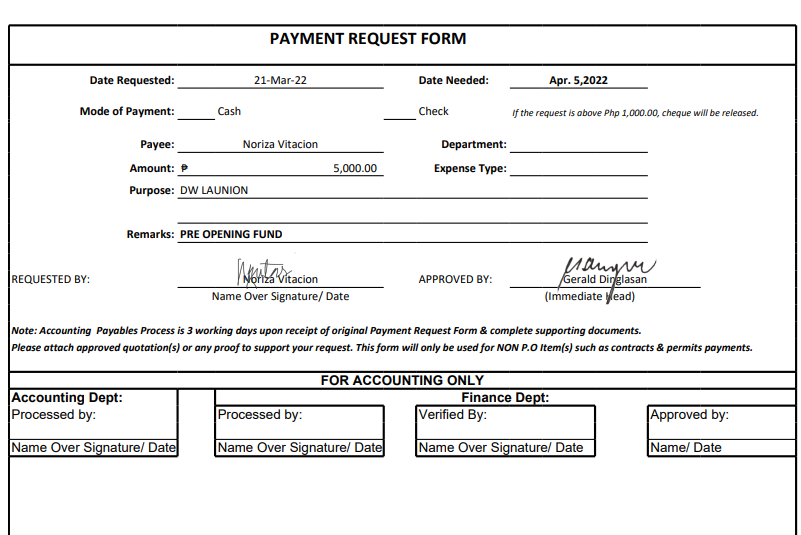 PAYMENT REQUEST FORM
Date Requested: 21-Mar-22 Date Needed: Apr. 5,2022
Mode of Payment: Cash Check If the request is above Php 1,000.00, cheque will be released.
Payee: Noriza Vitacion Department:
Amount: ₱ 5,000.00 Expense Type:
Purpose: DW LAUNION
Remarks: PRE OPENING FUND
REQUESTED BY: Noriza Vitacion APPROVED BY: Gerald Dinglasan
Name Over Signature/ Date (Immediate Head)
Note: Accounting Payables Process is 3 working days upon receipt of original Payment Request Form & complete supporting documents.
Please attach approved quotation(s) or any proof to support your request. This form will only be used for NON P.O Item(s) such as contracts & permits payments.
FOR ACCOUNTING ONLY
Accounting Dept: Finance Dept:
Processed by: Processed by: Verified By: Approved by:
Name Over Signature/ Date Name Over Signature/ Date Name Over Signature/ Date Name/ Date